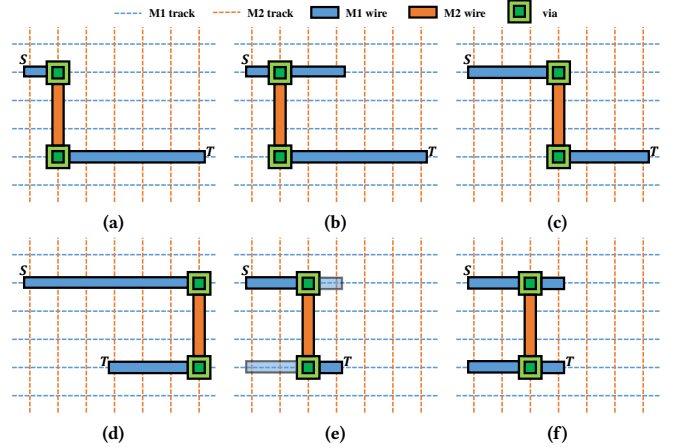 M1 track M2 track M1 wire M2 wire via
S S S
T T T
(a) (b) (c)
S S S
T T T
(d) (e) (f)